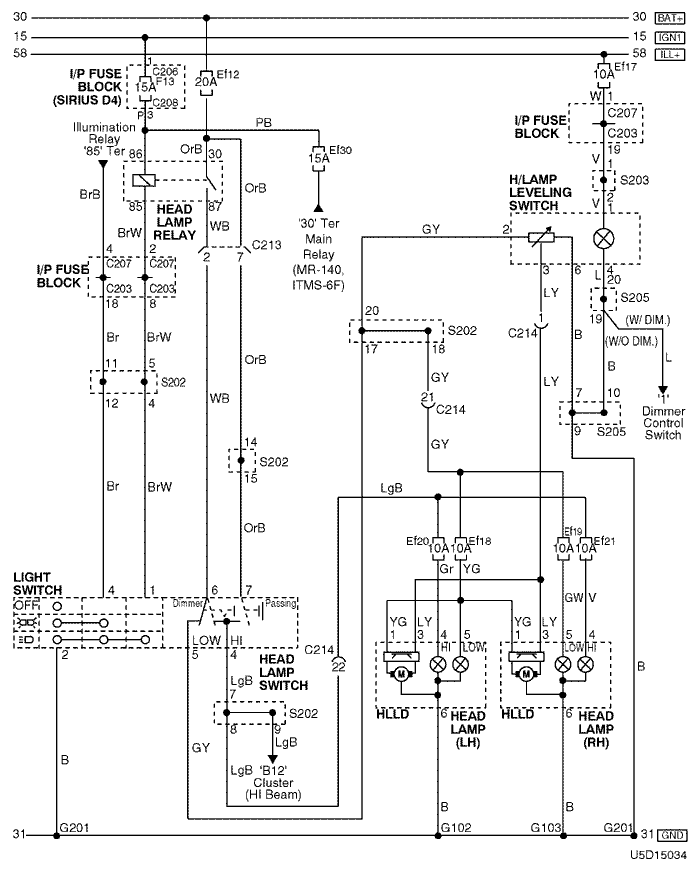 30 30 BAT+
15 15 IGN1
58 58 ILL+
I/P FUSE
BLOCK
(SIRIUS D4)
1
C206
F13
15A
C208
P 3
Ef12
20A
Ef17
10A
W 1
I/P FUSE
BLOCK
C207
C203
19
V
1
S203
2
V
PB
Ef30
15A
'30' Ter
Main
Relay
(MR-140,
ITMS-6F)
Illumination
Relay
'85' Ter
86
OrB
30
OrB
BrB
85
87
HEAD
LAMP
RELAY
BrW
WB
C213
2
7
I/P FUSE
BLOCK
4
2
C207
C207
C203
C203
18
8
Br
BrW
11
5
S202
12
4
OrB
WB
14
S202
15
Br
BrW
OrB
H/LAMP
LEVELING
SWITCH
GY
2
3
6
4
LY
L
20
S205
19
(W/ DIM.)
(W/O DIM.)
1
C214
B
LY
B
L
'1'
Dimmer
Control
Switch
7
10
9
S205
20
S202
17
18
GY
21
C214
GY
LgB
Ef20
10A
10A
Ef18
Ef19
10A
10A
Ef21
Gr
YG
GW
V
LIGHT
SWITCH
4
1
6
7
OFF
Dimmer
Passing
LOW
HI
2
5
4
HEAD
LAMP
SWITCH
C214
22
LgB
7
S202
8
9
LgB
GY
LgB
'B12'
Cluster
(HI Beam)
YG
LY
1
3
4
HI
5
LOW
M
HLLD
6
HEAD
LAMP
(LH)
YG
LY
1
3
5
LOW
4
HI
M
HLLD
6
HEAD
LAMP
(RH)
B
B
B
B
31
G201
G102
G103
G201
31
GND
U5D15034